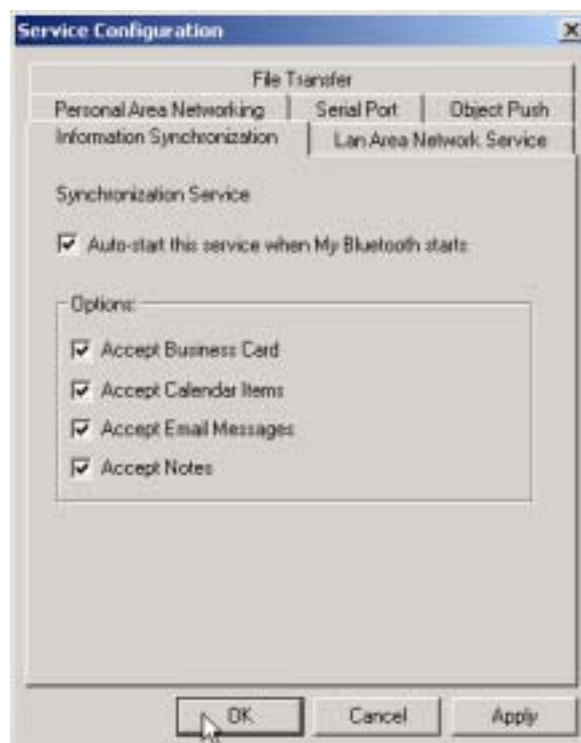 Service Configuration
File Transfer
Personal Area Networking Serial Port Object Push
Information Synchronization Lan Area Network Service
Synchronization Service
Auto-start this service when My Bluetooth starts
Options:
Accept Business Card
Accept Calendar Items
Accept Email Messages
Accept Notes
OK Cancel Apply